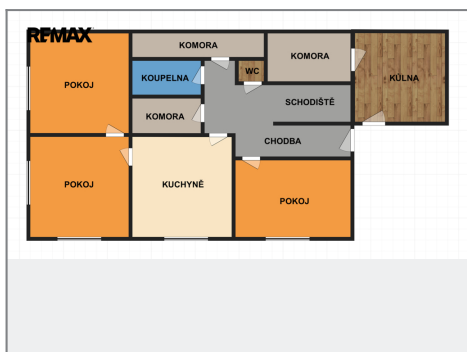 RE/MAX
KOMORA
KOMORA
WC
POKOJ
KOUPELNA
KŮLNA
SCHODIŠTĚ
KOMORA
CHODBA
POKOJ
KUCHYNĚ
POKOJ